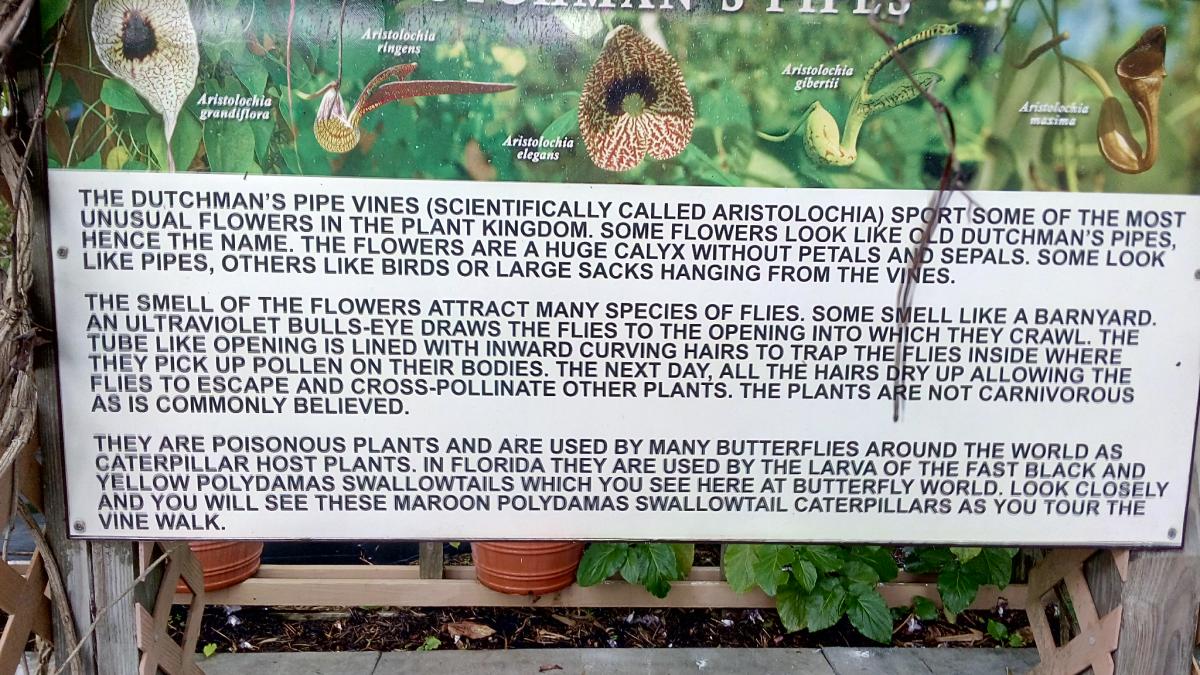 DUTCHMAN'S PIPES
Aristolochia
grandiflora
Aristolochia
ringens
Aristolochia
elegans
Aristolochia
gibertii
Aristolochia
maxima
THE DUTCHMAN'S PIPE VINES (SCIENTIFICALLY CALLED ARISTOLOCHIA) SPORT SOME OF THE MOST
UNUSUAL FLOWERS IN THE PLANT KINGDOM. SOME FLOWERS LOOK LIKE OLD DUTCHMAN'S PIPES,
HENCE THE NAME. THE FLOWERS ARE A HUGE CALYX WITHOUT PETALS AND SEPALS. SOME LOOK
LIKE PIPES, OTHERS LIKE BIRDS OR LARGE SACKS HANGING FROM THE VINES.
THE SMELL OF THE FLOWERS ATTRACT MANY SPECIES OF FLIES. SOME SMELL LIKE A BARNYARD.
AN ULTRAVIOLET BULLS-EYE DRAWS THE FLIES TO THE OPENING INTO WHICH THEY CRAWL. THE
TUBE LIKE OPENING IS LINED WITH INWARD CURVING HAIRS TO TRAP THE FLIES INSIDE WHERE
THEY PICK UP POLLEN ON THEIR BODIES. THE NEXT DAY, ALL THE HAIRS DRY UP ALLOWING THE
FLIES TO ESCAPE AND CROSS-POLLINATE OTHER PLANTS. THE PLANTS ARE NOT CARNIVOROUS
AS IS COMMONLY BELIEVED.
THEY ARE POISONOUS PLANTS AND ARE USED BY MANY BUTTERFLIES AROUND THE WORLD AS
CATERPILLAR HOST PLANTS. IN FLORIDA THEY ARE USED BY THE LARVA OF THE FAST BLACK AND
YELLOW POLYDAMAS SWALLOWTAILS WHICH YOU SEE HERE AT BUTTERFLY WORLD. LOOK CLOSELY
AND YOU WILL SEE THESE MAROON POLYDAMAS SWALLOWTAIL CATERPILLARS AS YOU TOUR THE
VINE WALK.